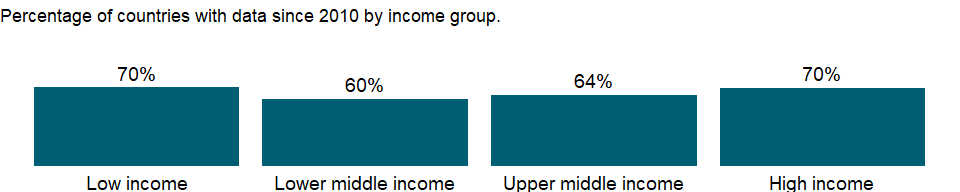 Percentage of countries with data since 2010 by income group.
70%
60%
64%
70%
Low income
Lower middle income
Upper middle income
High income